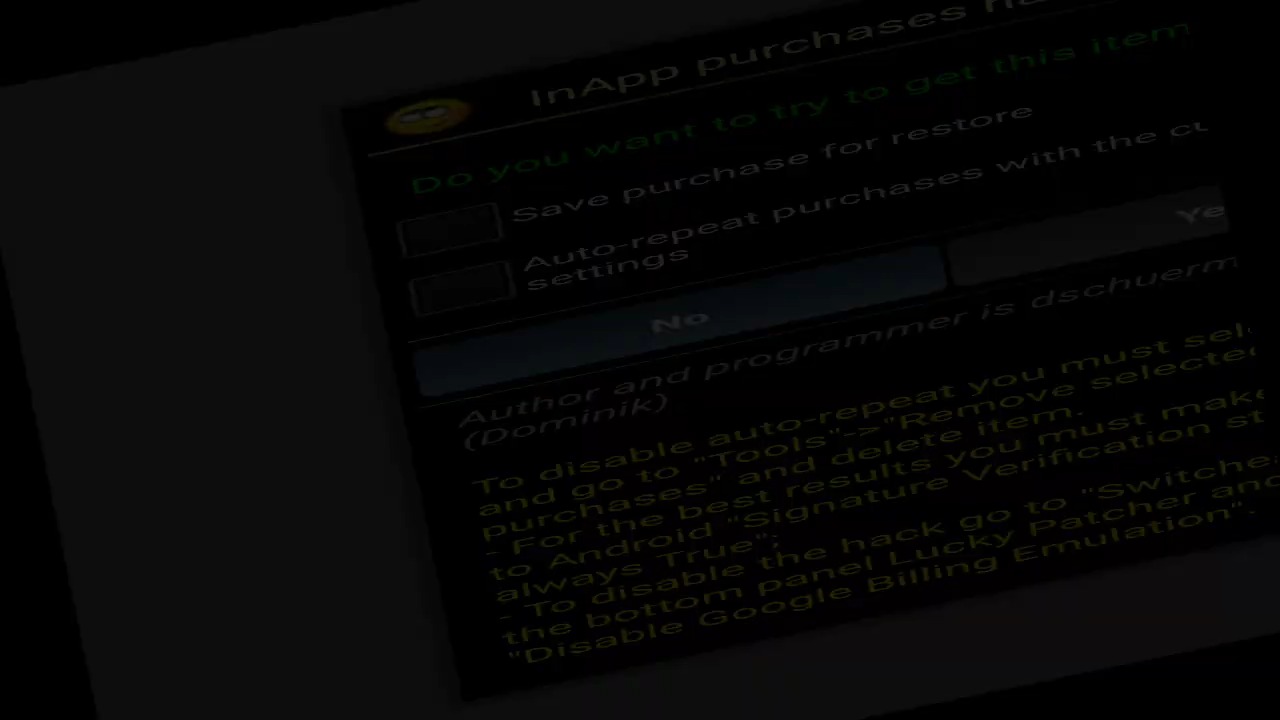 InApp purchases
Do you want to try to get this item
Save purchase for restore
Auto-repeat purchases with the
settings
No
Author and programmer is
(Dominik)
To disable auto-repeat you must
and go to "Tools"->"Remove
purchases" and delete item.
- For the best results you must make
to Android "Signature Verification
always True";
- To disable the hack go to
the bottom panel Lucky Patcher and
"Disable Google Billing Emulation".